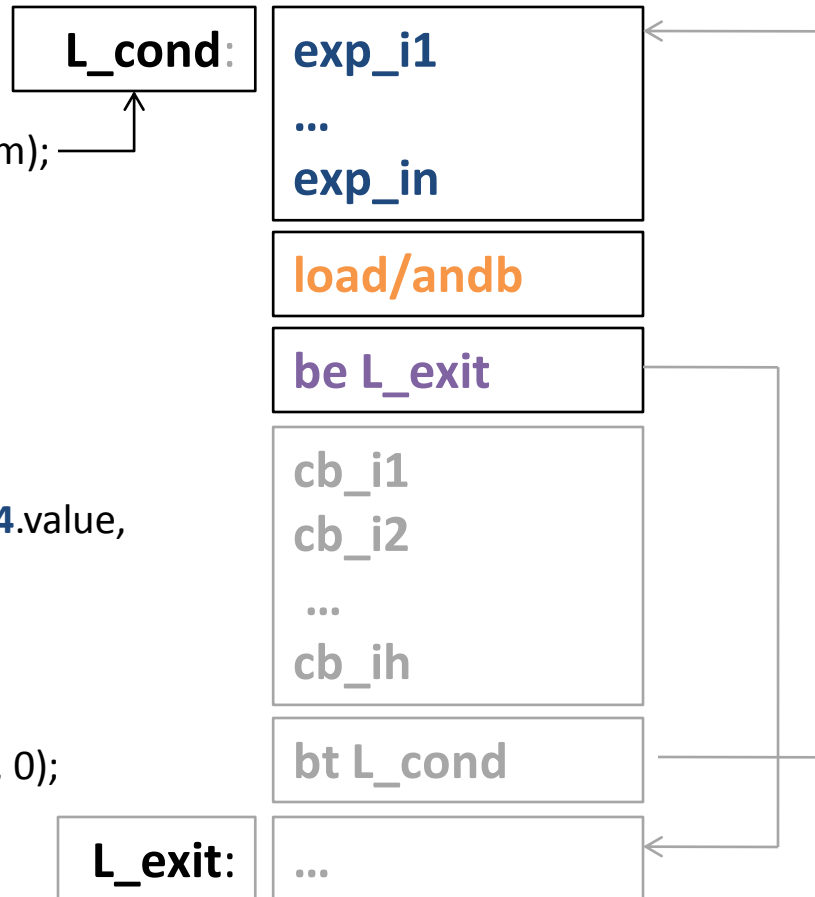 L_cond:
exp_i1
…
m);
exp_in
load/andb
be L_exit
cb_i1
4.value,
cb_i2
…
cb_ih
0);
bt L_cond
L_exit:
…